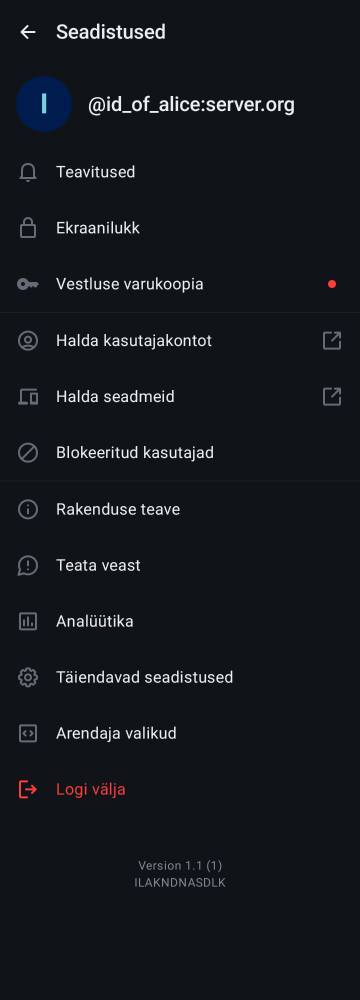 Seadistused
I
@id_of_alice:server.org
Teavitused
Ekraanilukk
Vestluse varukoopia
Halda kasutajakontot
Halda seadmeid
Blokeeritud kasutajad
Rakenduse teave
Teata veast
Analüütika
Täiendavad seadistused
Arendaja valikud
Logi välja
Version 1.1 (1)
ILAKNDNASDLK